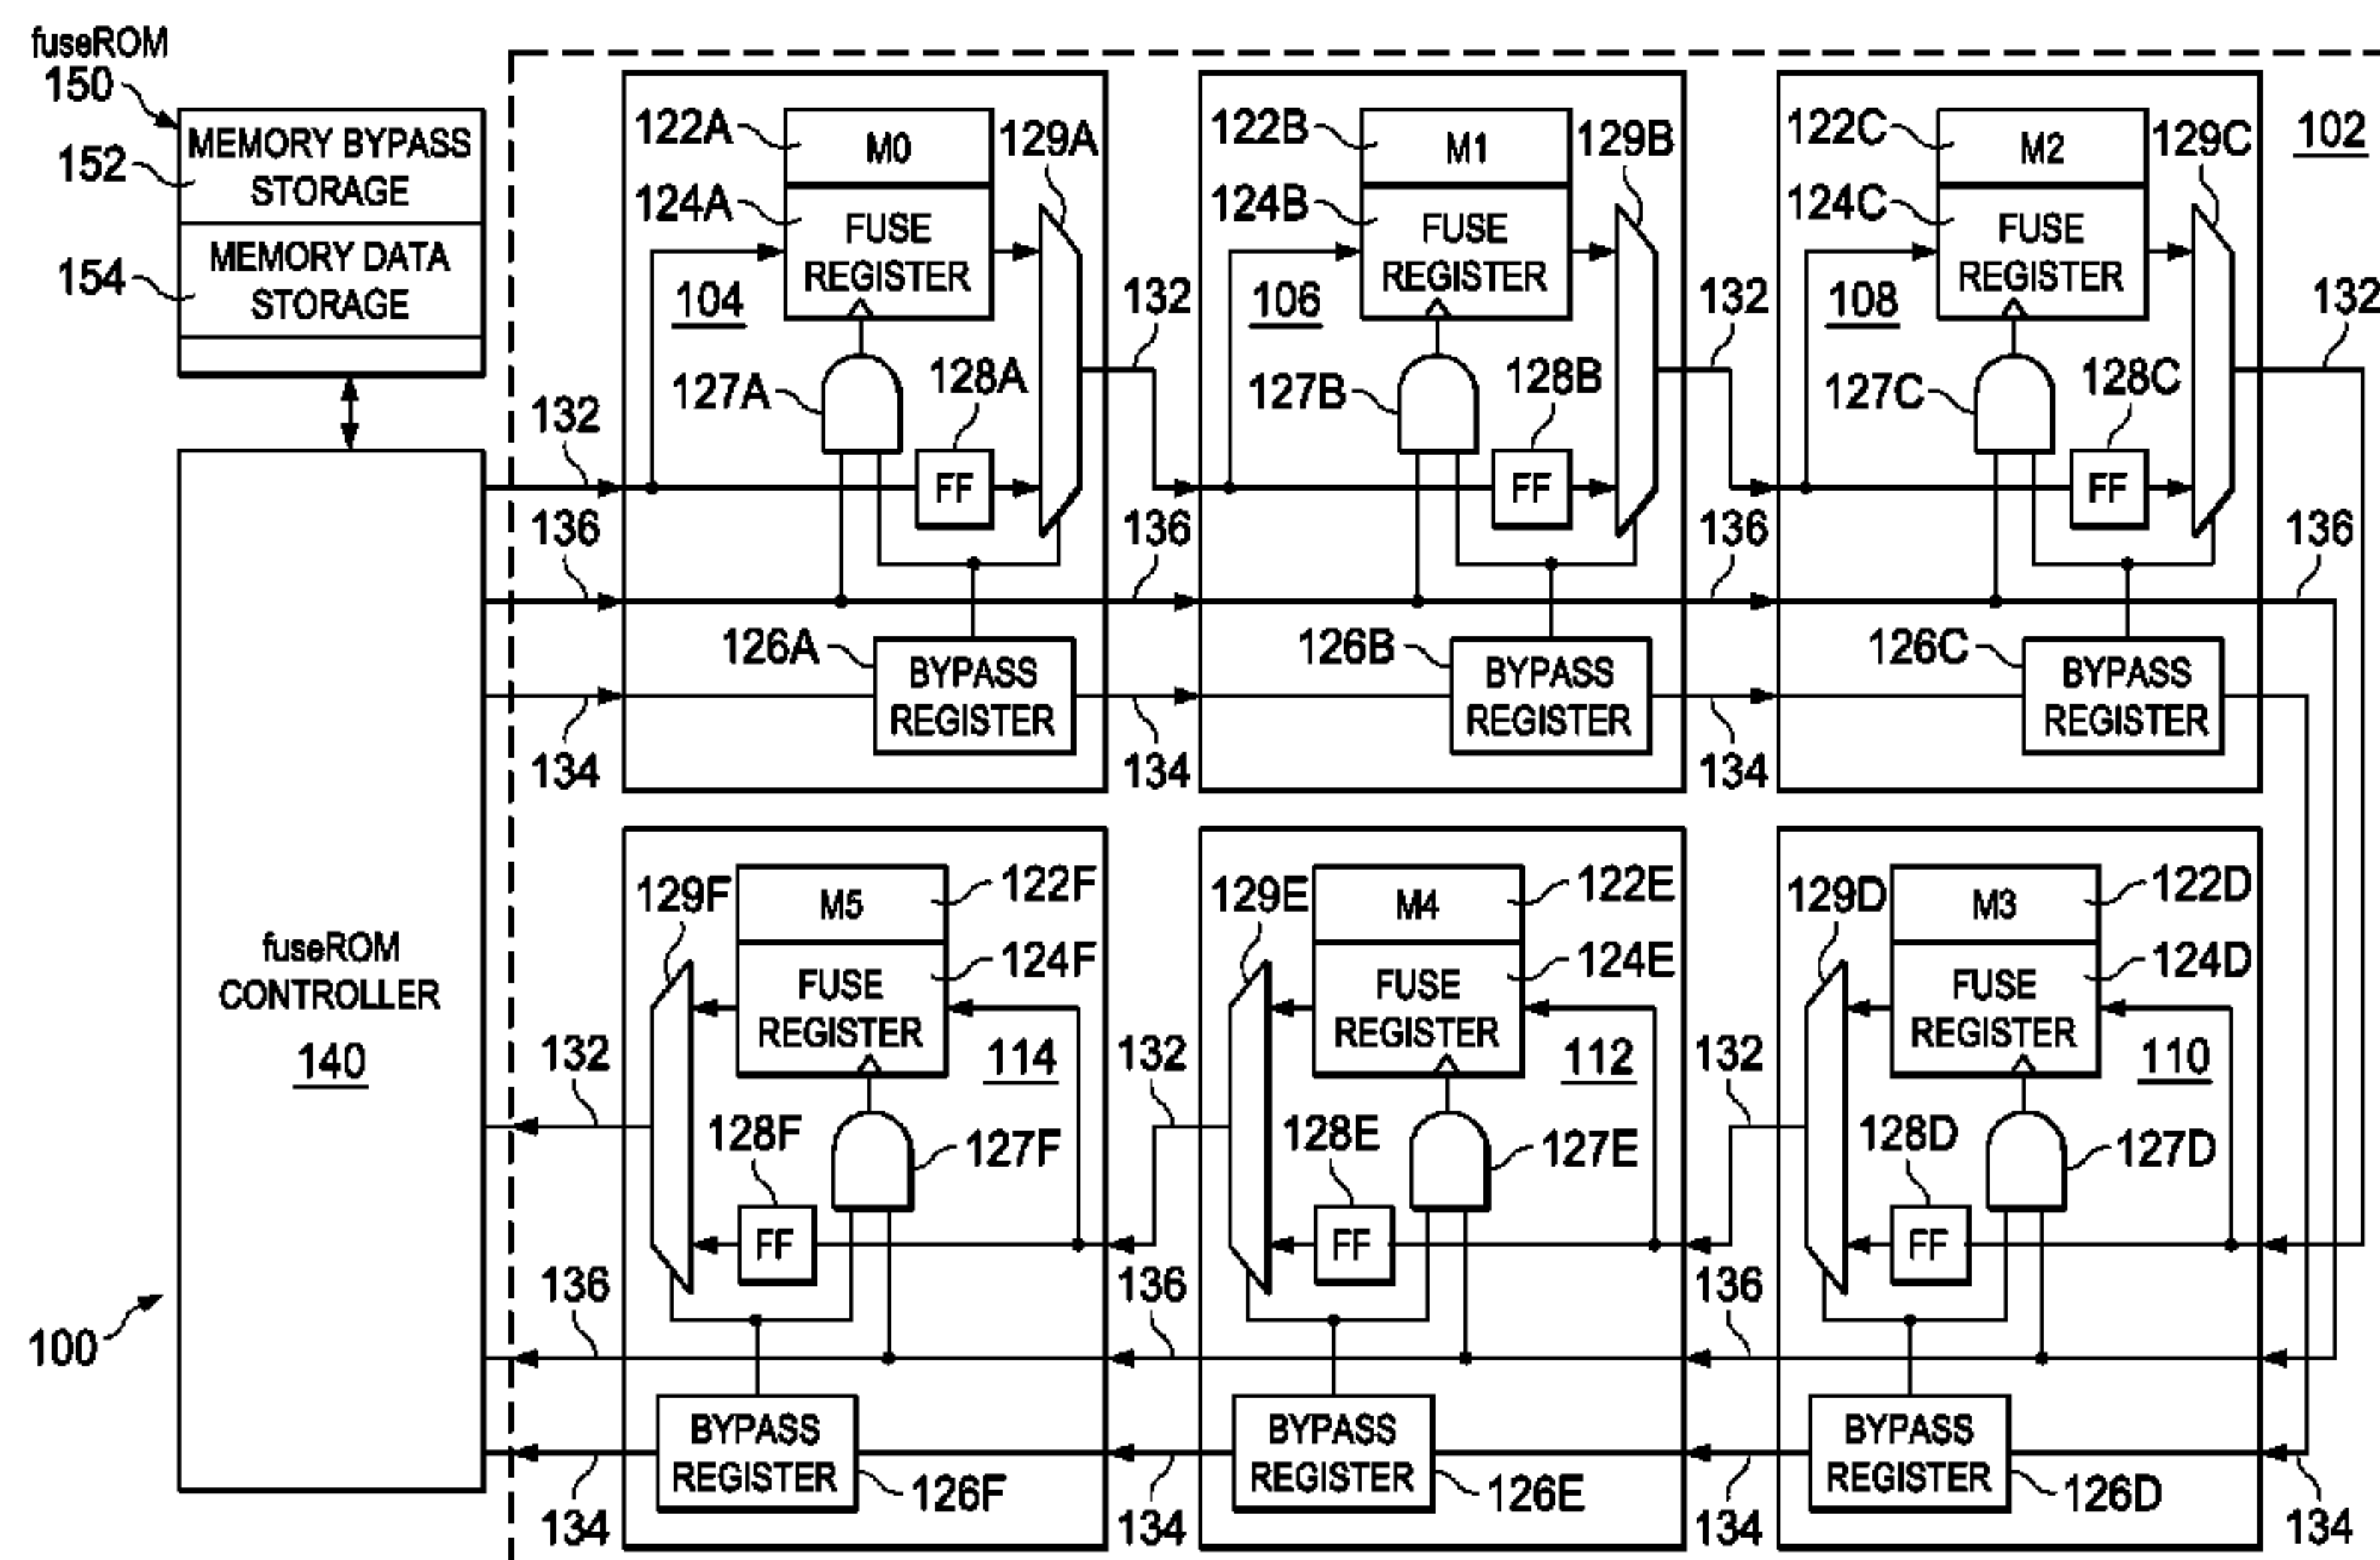 fuseROM
150
152
MEMORY BYPASS
STORAGE
154
MEMORY DATA
STORAGE
102
122A
M0
129A
124A
FUSE
REGISTER
104
132
127A
128A
FF
132
136
136
126A
BYPASS
REGISTER
134
134
122B
M1
129B
124B
FUSE
REGISTER
106
132
127B
128B
FF
136
126B
BYPASS
REGISTER
134
122C
M2
129C
124C
FUSE
REGISTER
108
132
127C
128C
FF
136
126C
BYPASS
REGISTER
fuseROM
CONTROLLER
140
100
129F
M5
122F
FUSE
REGISTER
124F
114
132
132
128F
FF
127F
136
136
BYPASS
REGISTER
126F
134
134
129E
M4
122E
FUSE
REGISTER
124E
112
132
128E
FF
127E
136
BYPASS
REGISTER
126E
134
129D
M3
122D
FUSE
REGISTER
124D
110
128D
FF
127D
BYPASS
REGISTER
126D
134